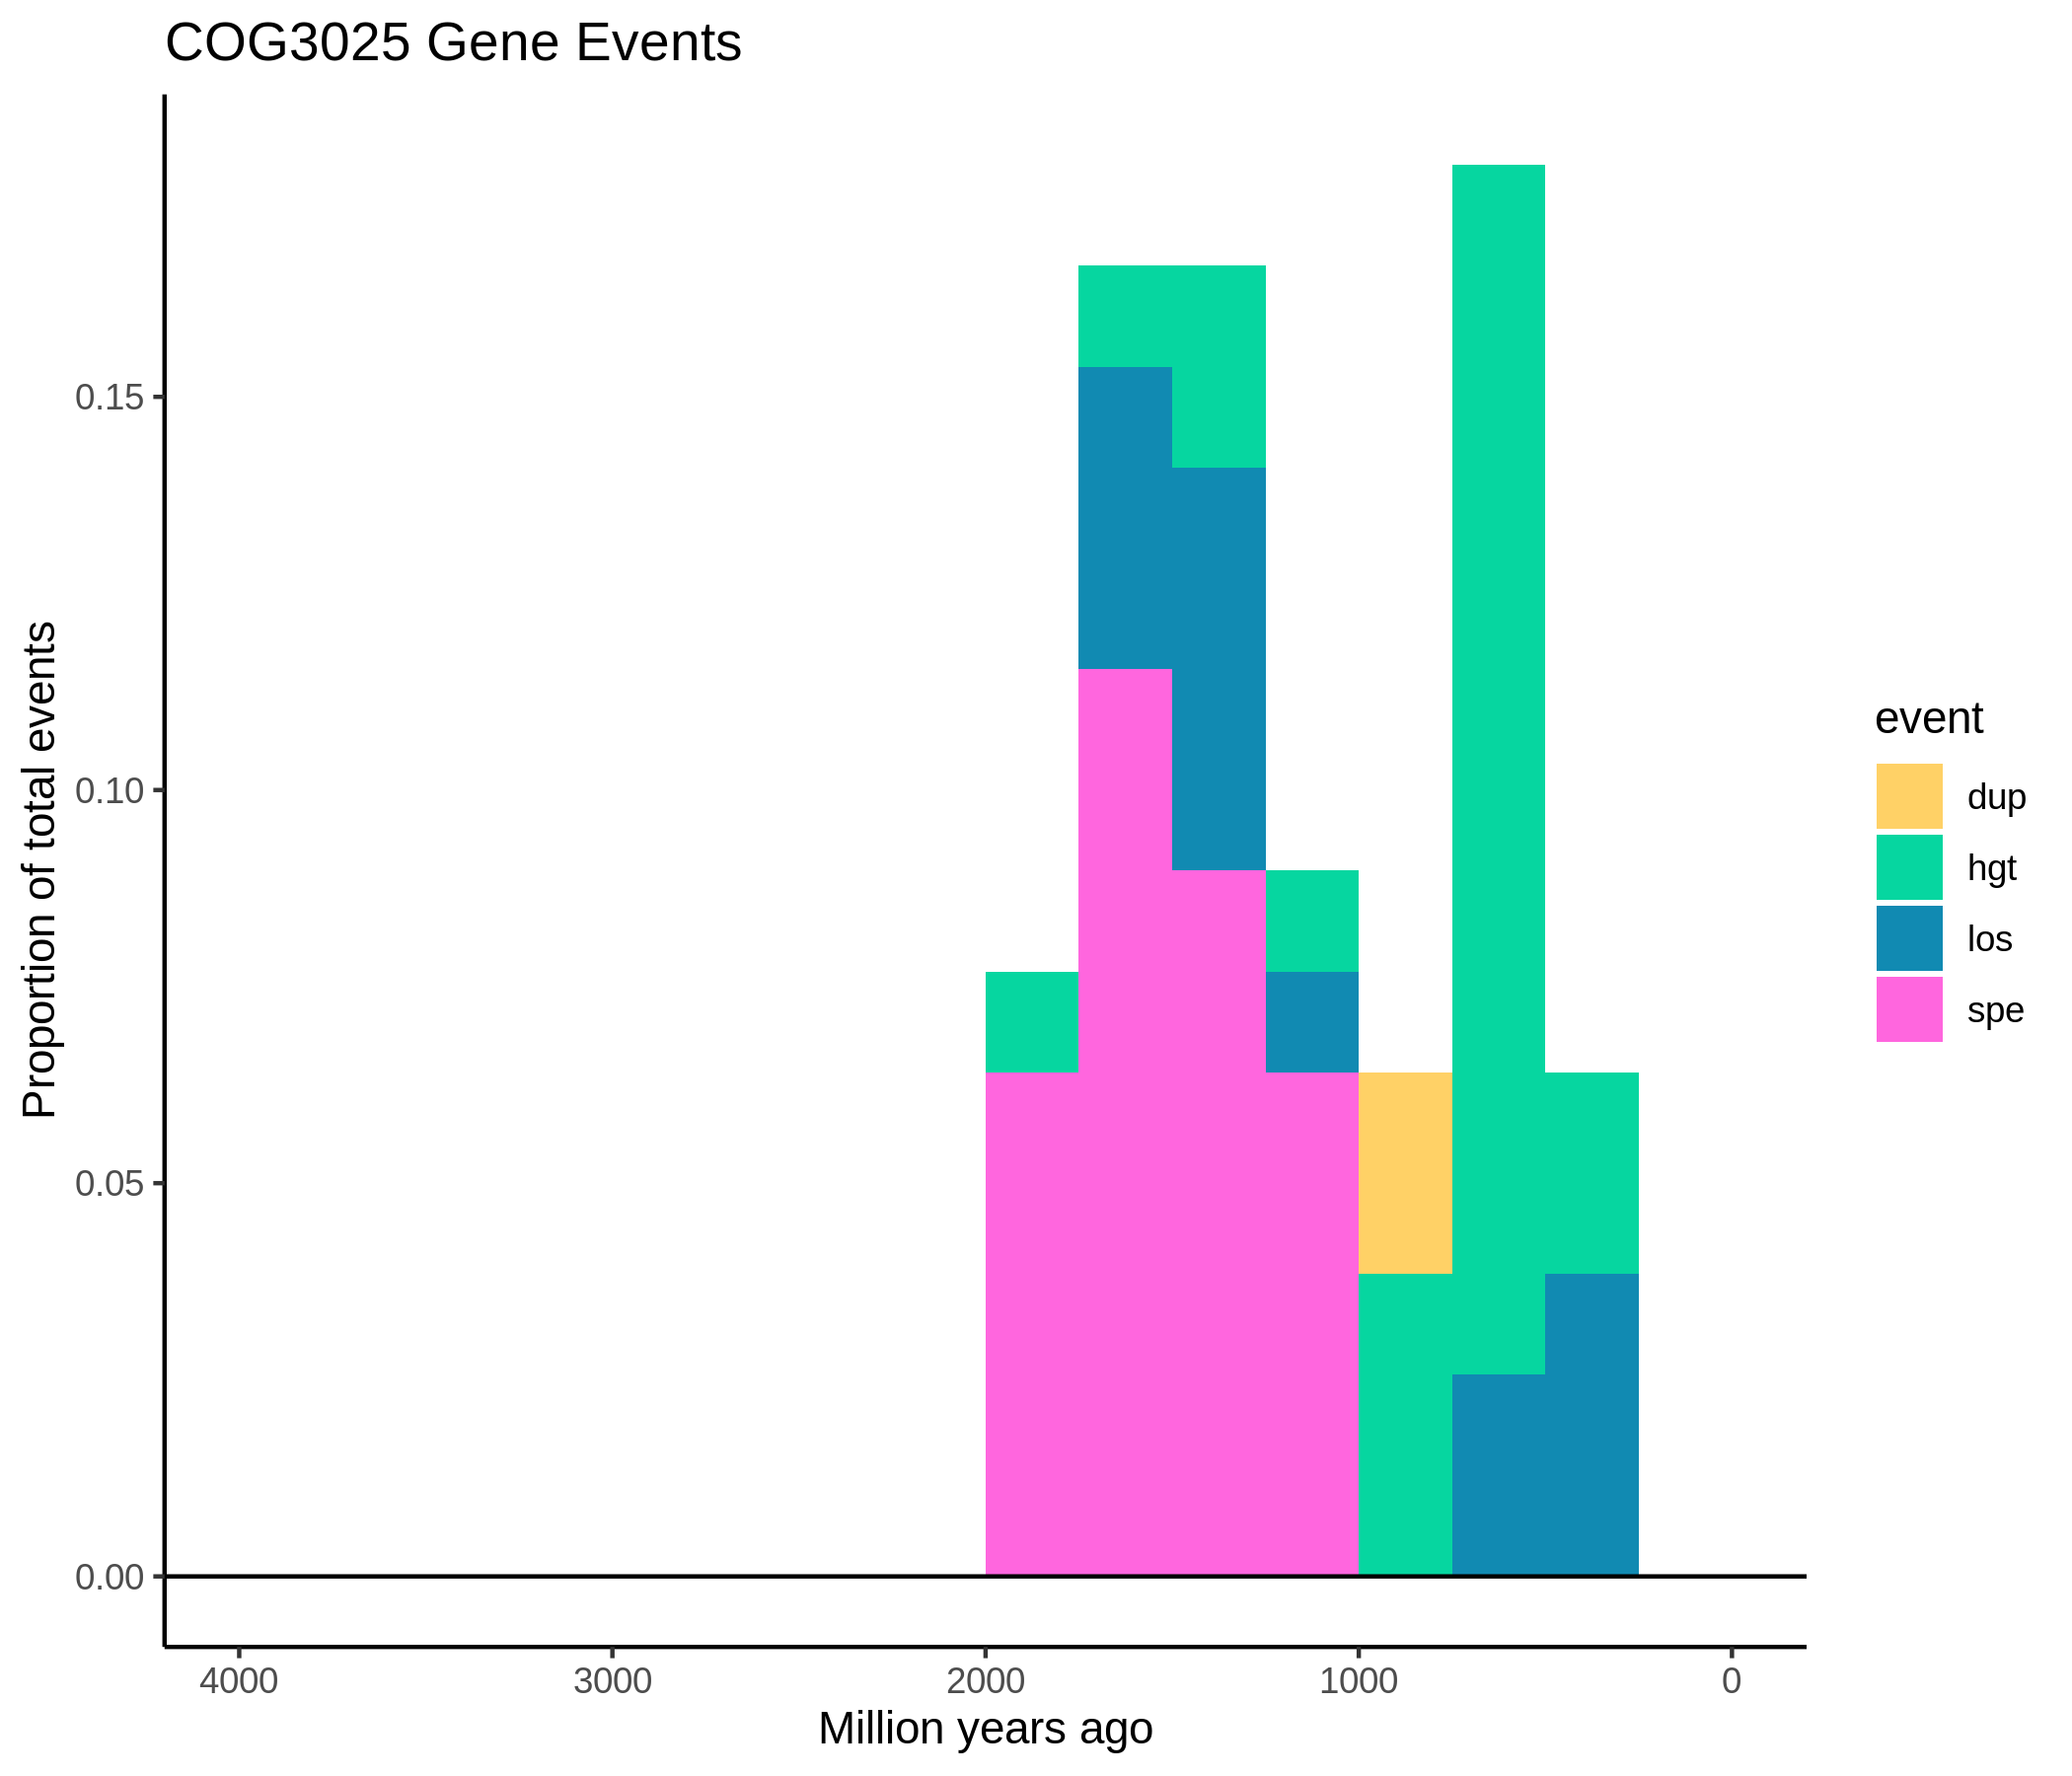 COG3025 Gene Events
Proportion of total events
0.15
0.10
0.05
0.00
4000 3000 2000 1000 0
Million years ago
event
dup
hgt
los
spe